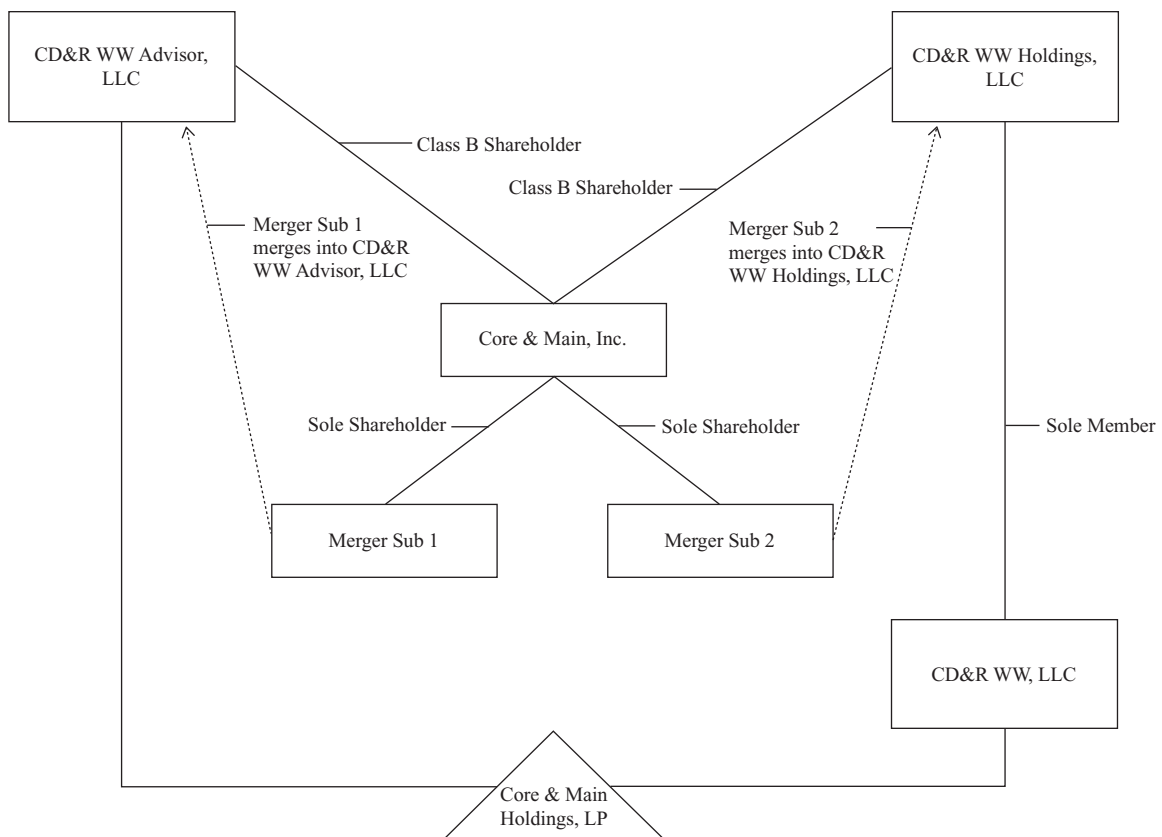 CD&R WW Advisor,
LLC
CD&R WW Holdings,
LLC
Class B Shareholder
Class B Shareholder
Merger Sub 1
merges into CD&R
WW Advisor, LLC
Merger Sub 2
merges into CD&R
WW Holdings, LLC
Core & Main, Inc.
Sole Shareholder
Sole Shareholder
Sole Member
Merger Sub 1
Merger Sub 2
CD&R WW, LLC
Core & Main
Holdings, LP